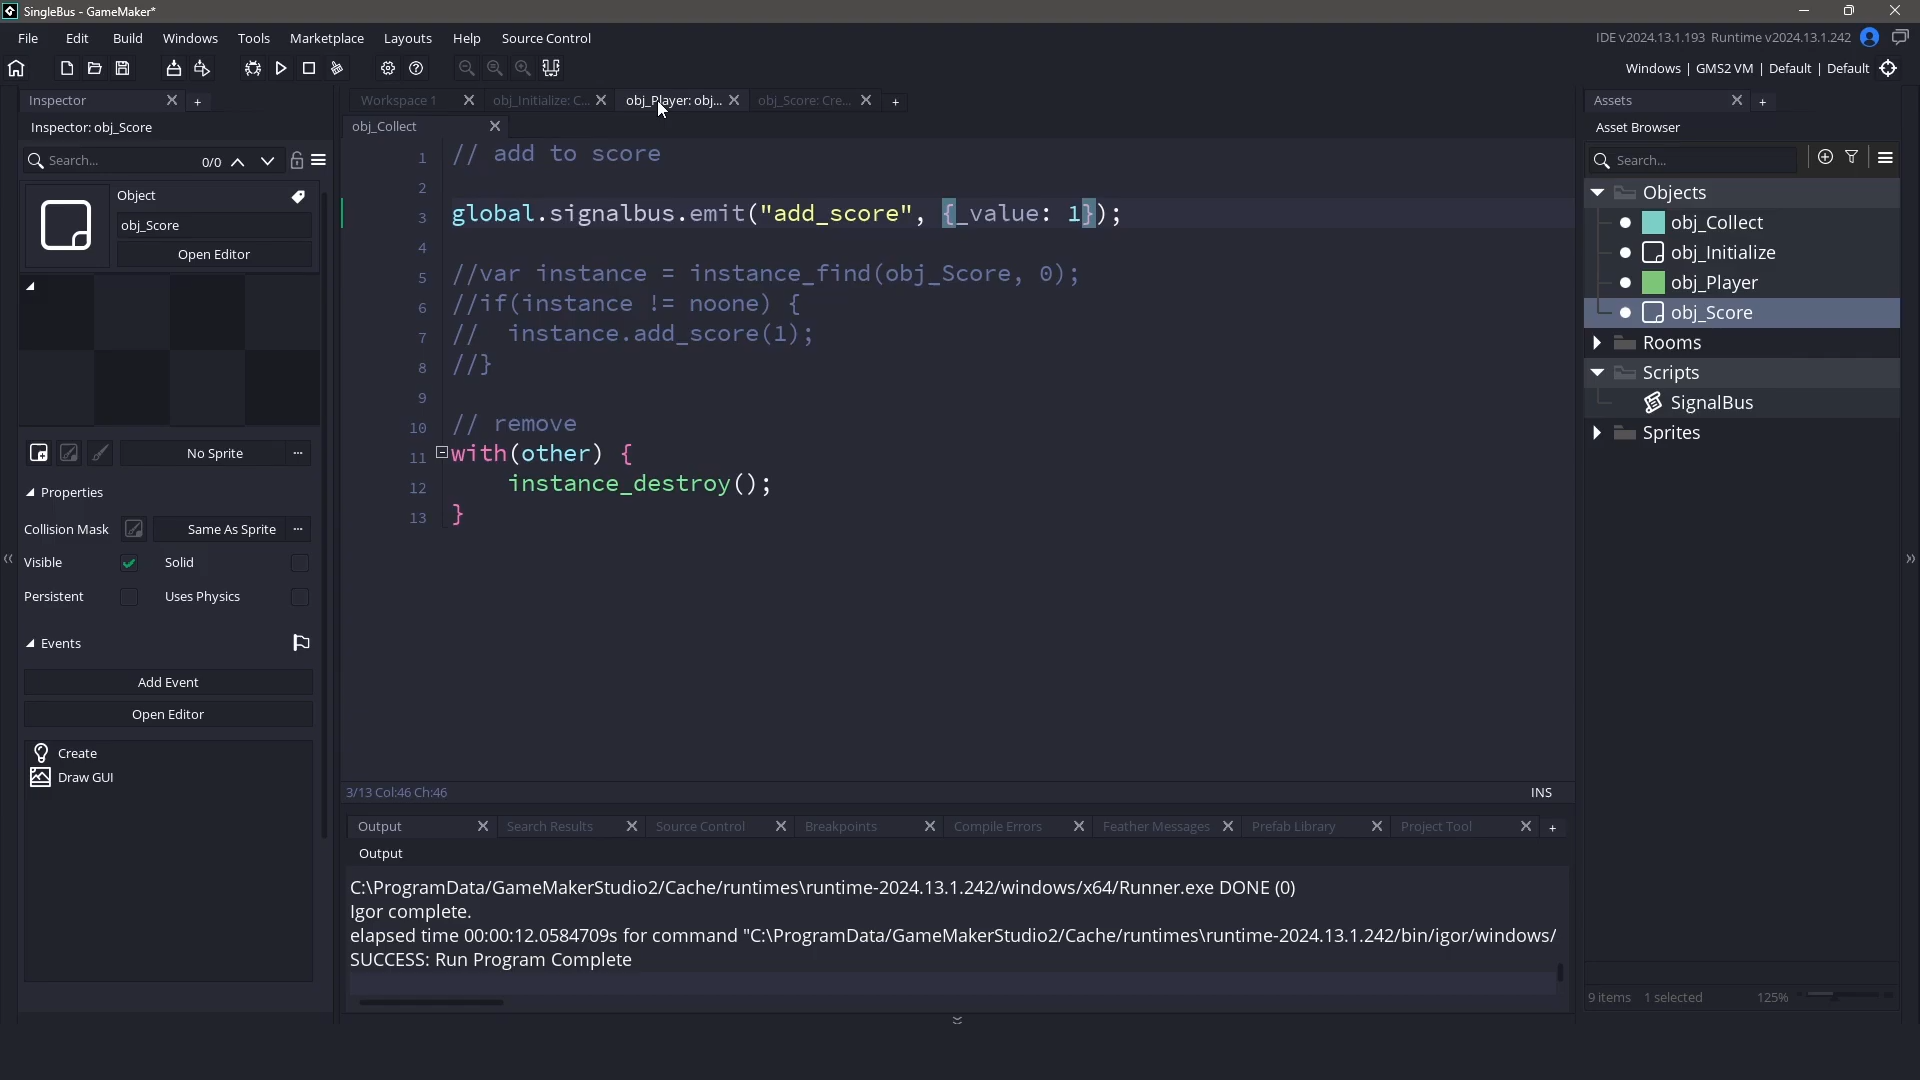 SingleBus - GameMaker*
File Edit Build Windows Tools Marketplace Layouts Help Source Control
IDE v2024.13.1.193 Runtime v2024.13.1.242
Windows | GMS2 VM | Default | Default
Inspector
Inspector: obj_Score
Search...
0/0
Object
obj_Score
Open Editor
No Sprite
...
Properties
Collision Mask
Same As Sprite
...
Visible
Solid
Persistent
Uses Physics
Events
Add Event
Open Editor
Create
Draw GUI
Workspace 1
obj_Initialize: C...
obj_Player: obj...
obj_Score: Cre...
obj_Collect
1 // add to score
2
3 global.signalbus.emit("add_score", {_value: 1});
4
5 //var instance = instance_find(obj_Score, 0);
6 //if(instance != noone) {
7 // instance.add_score(1);
8 //}
9
10 // remove
11 with(other) {
12 instance_destroy();
13 }
3/13 Col:46 Ch:46
INS
Output
Search Results
Source Control
Breakpoints
Compile Errors
Feather Messages
Prefab Library
Project Tool
Output
C:\ProgramData/GameMakerStudio2/Cache/runtimes\runtime-2024.13.1.242/windows/x64/Runner.exe DONE (0)
Igor complete.
elapsed time 00:00:12.0584709s for command "C:\ProgramData/GameMakerStudio2/Cache/runtimes\runtime-2024.13.1.242/bin/igor/windows/
SUCCESS: Run Program Complete
Assets
Asset Browser
Search...
Objects
obj_Collect
obj_Initialize
obj_Player
obj_Score
Rooms
Scripts
SignalBus
Sprites
9 items 1 selected 125%